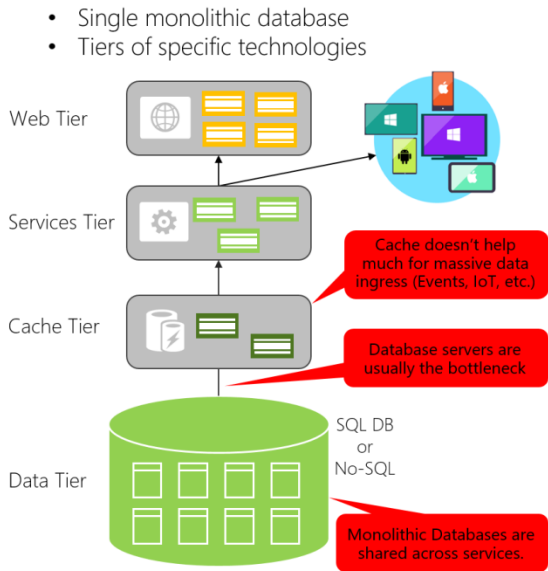 • Single monolithic database
• Tiers of specific technologies
Web Tier
Services Tier
Cache doesn't help
much for massive data
ingress (Events, IoT, etc.)
Cache Tier
Database servers are
usually the bottleneck
SQL DB
or
No-SQL
Data Tier
Monolithic Databases are
shared across services.